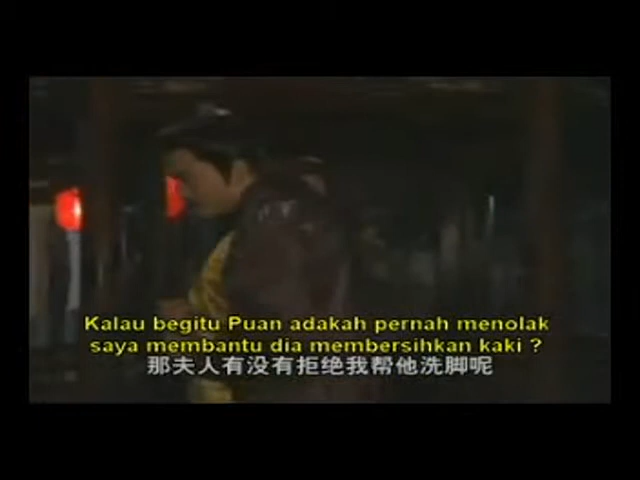 Kalau begitu Puan adakah pernah menolak
saya membantu dia membersihkan kaki ?
那夫人有没有拒绝我帮他洗脚呢